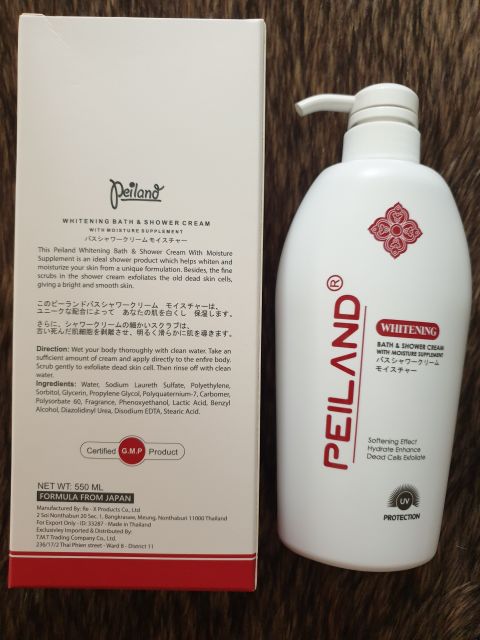 Peiland
WHITENING BATH & SHOWER CREAM
WITH MOISTURE SUPPLEMENT
バスシャワークリーム モイスチャー
This Peiland Whitening Bath & Shower Cream With Moisture
Supplement is an ideal shower product which helps whiten and
moisturize your skin from a unique formulation. Besides, the fine
scrubs in the shower cream exfoliates the old dead skin cells,
giving a bright and smooth skin.
このピーランドバスシャワークリーム モイスチャーは、
ユニークな配合によって あなたの肌を白くし 保湿します。
さらに、シャワークリームの細かいスクラブは、
古い死んだ肌細胞を剥離させ、明るく滑らかに肌を導きます。
Direction: Wet your body thoroughly with clean water. Take an
sufficient amount of cream and apply directly to the enfire body.
Scrub gently to exfoliate dead skin cell. Then rinse off with clean
water.
Ingredients: Water, Sodium Laureth Sulfate, Polyethylene,
Sorbitol, Glycerin, Propylene Glycol, Polyquaternium-7, Carbomer,
Polysorbate 60, Fragrance, Phenoxyethanol, Lactic Acid, Benzyl
Alcohol, Diazolidinyl Urea, Disodium EDTA, Stearic Acid.
Certified G.M.P Product
NET WT: 550 ML
FORMULA FROM JAPAN
Manufactured By: Re - X Products Co., Ltd
2 Soi Nonthaburi 20 Sec. 1, Bangkrasaw, Meung, Nonthaburi 11000 Thailand
For Export Only - ID: 33287 - Made in Thailand
Exclusivley Imported & Distributed By:
T.M.T Trading Company Co., Ltd.
236/17/2 Thai Phien street - Ward 8 - District 11
PEILAND®
WHITENING
BATH & SHOWER CREAM
WITH MOISTURE SUPPLEMENT
バスシャワークリーム
モイスチャー
Softening Effect
Hydrate Enhance
Dead Cells Exfoliate
UV
PROTECTION